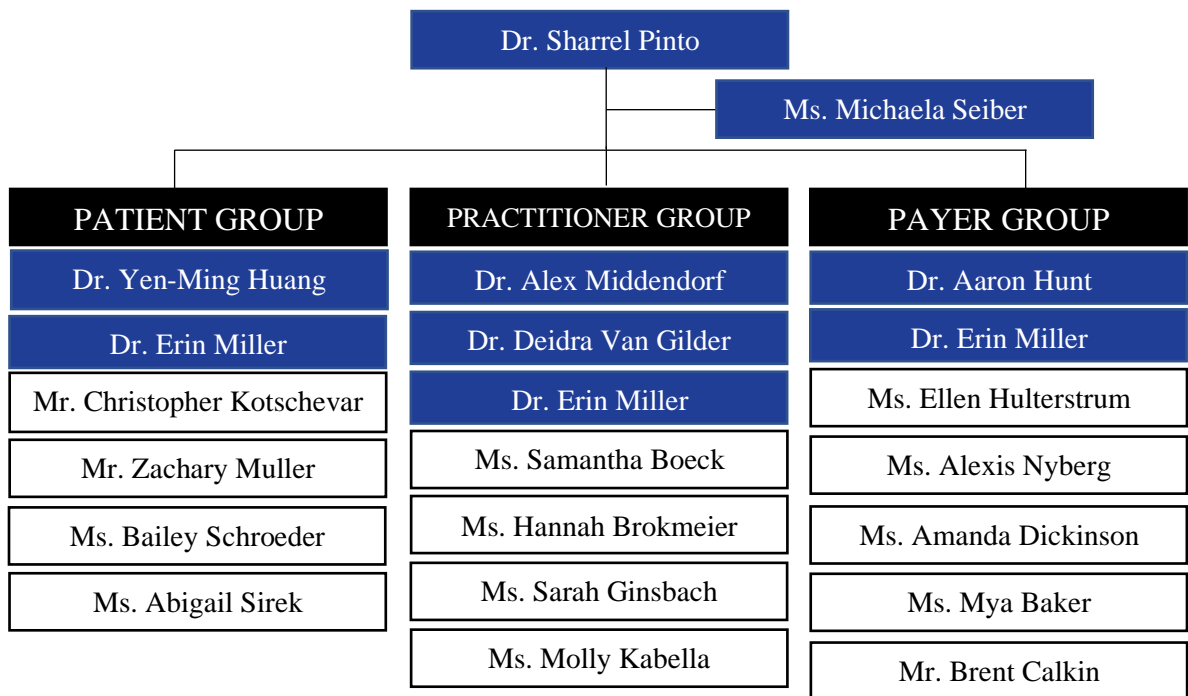 Dr. Sharrel Pinto
Ms. Michaela Seiber
PATIENT GROUP
Dr. Yen-Ming Huang
Dr. Erin Miller
Mr. Christopher Kotschevar
Mr. Zachary Muller
Ms. Bailey Schroeder
Ms. Abigail Sirek
PRACTITIONER GROUP
Dr. Alex Middendorf
Dr. Deidra Van Gilder
Dr. Erin Miller
Ms. Samantha Boeck
Ms. Hannah Brokmeier
Ms. Sarah Ginsbach
Ms. Molly Kabella
PAYER GROUP
Dr. Aaron Hunt
Dr. Erin Miller
Ms. Ellen Hulterstrum
Ms. Alexis Nyberg
Ms. Amanda Dickinson
Ms. Mya Baker
Mr. Brent Calkin